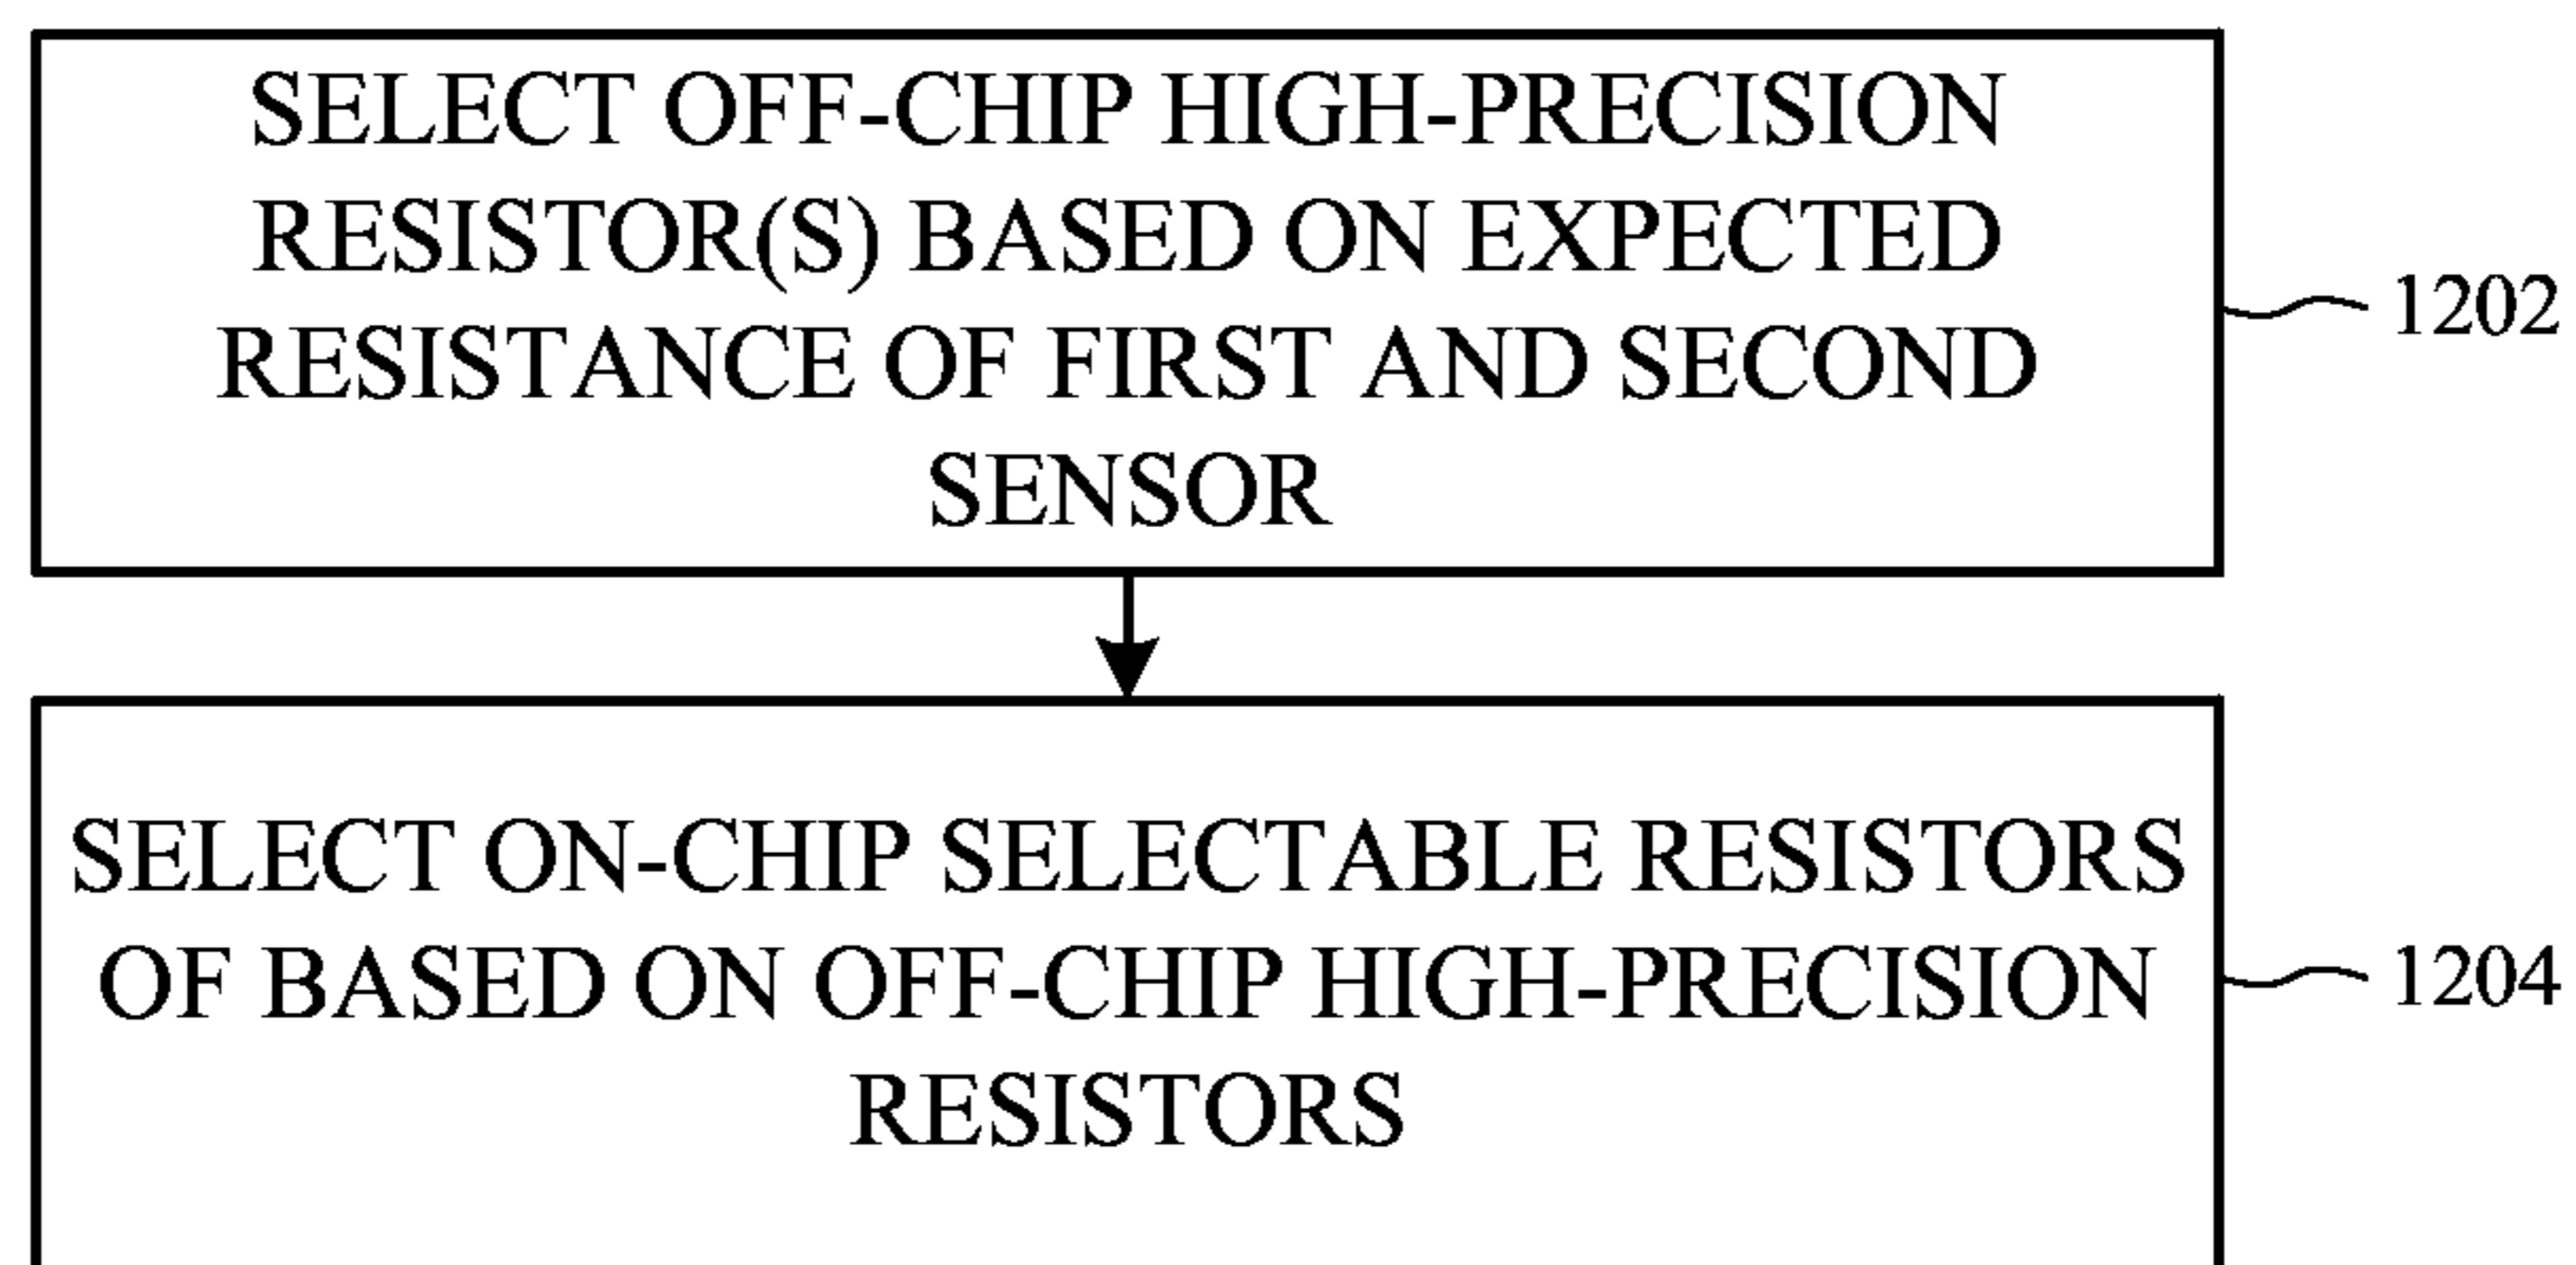 SELECT OFF-CHIP HIGH-PRECISION
RESISTOR(S) BASED ON EXPECTED
RESISTANCE OF FIRST AND SECOND
SENSOR
1202
SELECT ON-CHIP SELECTABLE RESISTORS
OF BASED ON OFF-CHIP HIGH-PRECISION
RESISTORS
1204